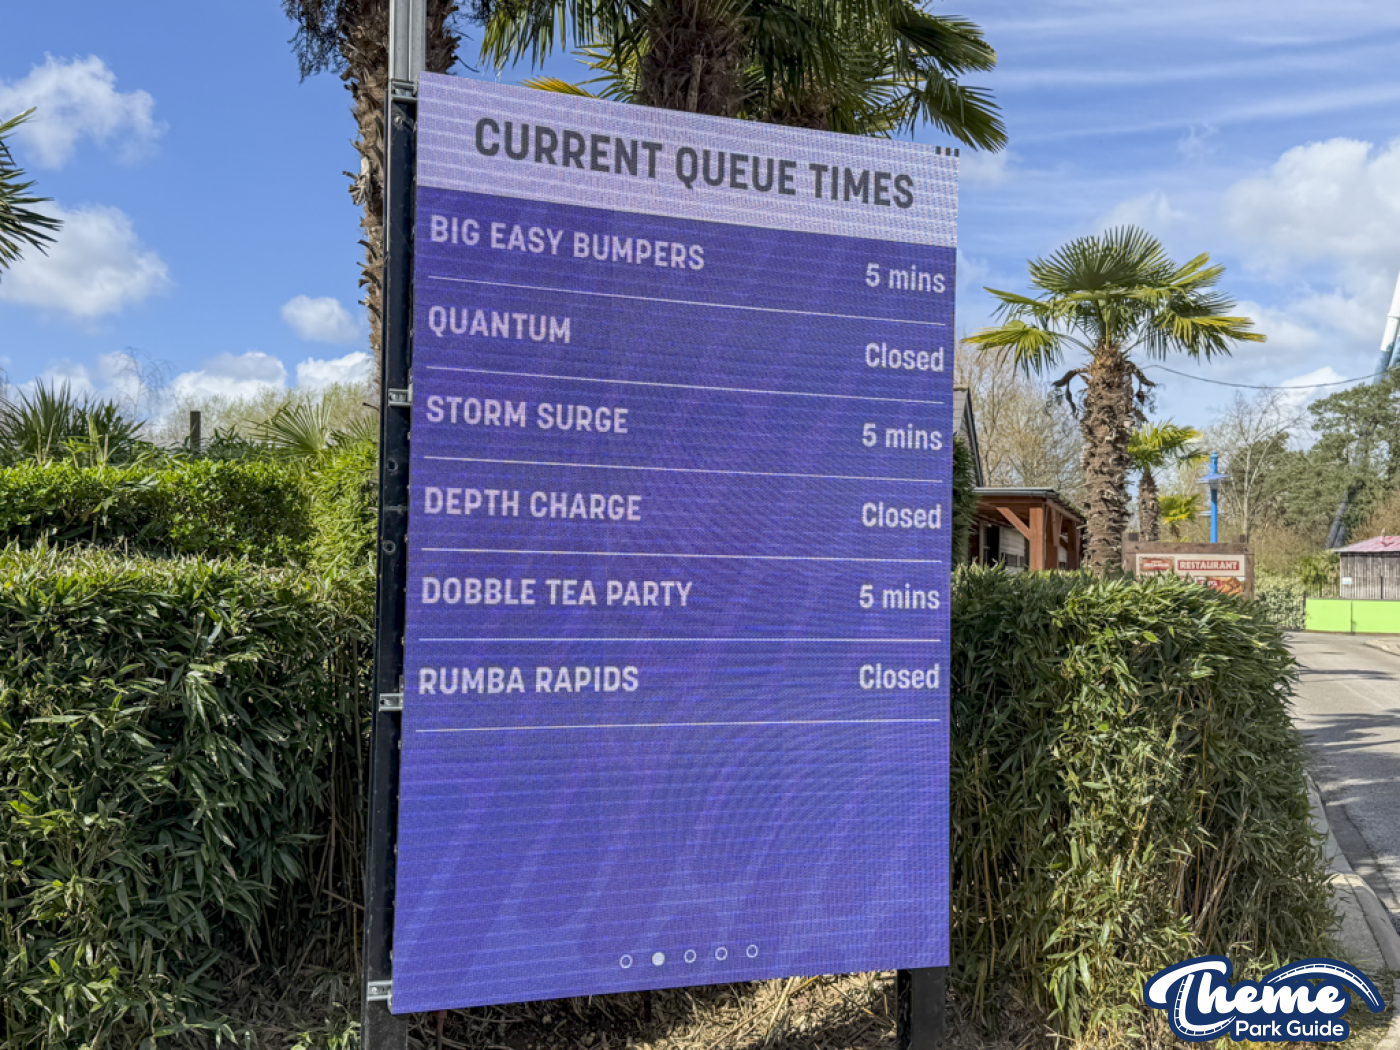 CURRENT QUEUE TIMES
BIG EASY BUMPERS 5 mins
QUANTUM Closed
STORM SURGE 5 mins
DEPTH CHARGE Closed
DOBBLE TEA PARTY 5 mins
RUMBA RAPIDS Closed
RESTAURANT
Theme
Park Guide